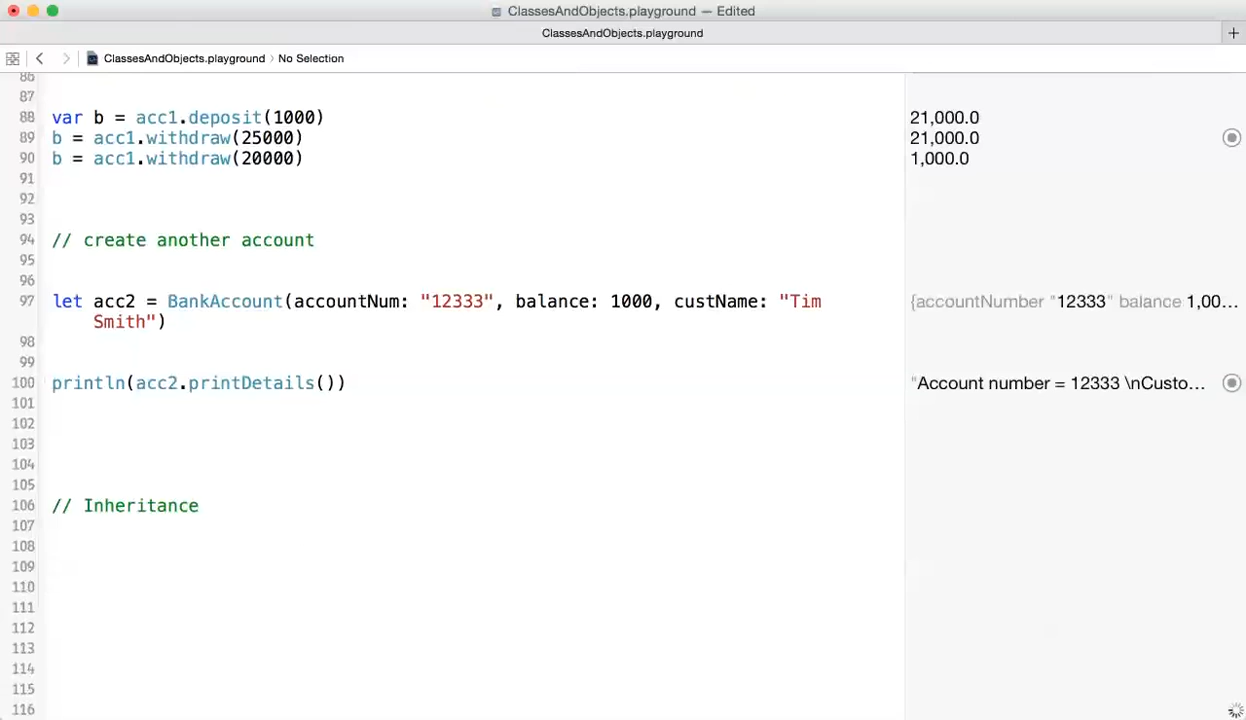 ClassesAndObjects.playground — Edited
ClassesAndObjects.playground
ClassesAndObjects.playground › No Selection
86
87
88 var b = acc1.deposit(1000) 21,000.0
89 b = acc1.withdraw(25000) 21,000.0
90 b = acc1.withdraw(20000) 1,000.0
91
92
93
94 // create another account
95
96
97 let acc2 = BankAccount(accountNum: "12333", balance: 1000, custName: "Tim {accountNumber "12333" balance 1,00...
Smith")
98
99
100 println(acc2.printDetails()) "Account number = 12333 \nCusto...
101
102
103
104
105
106 // Inheritance
107
108
109
110
111
112
113
114
115
116